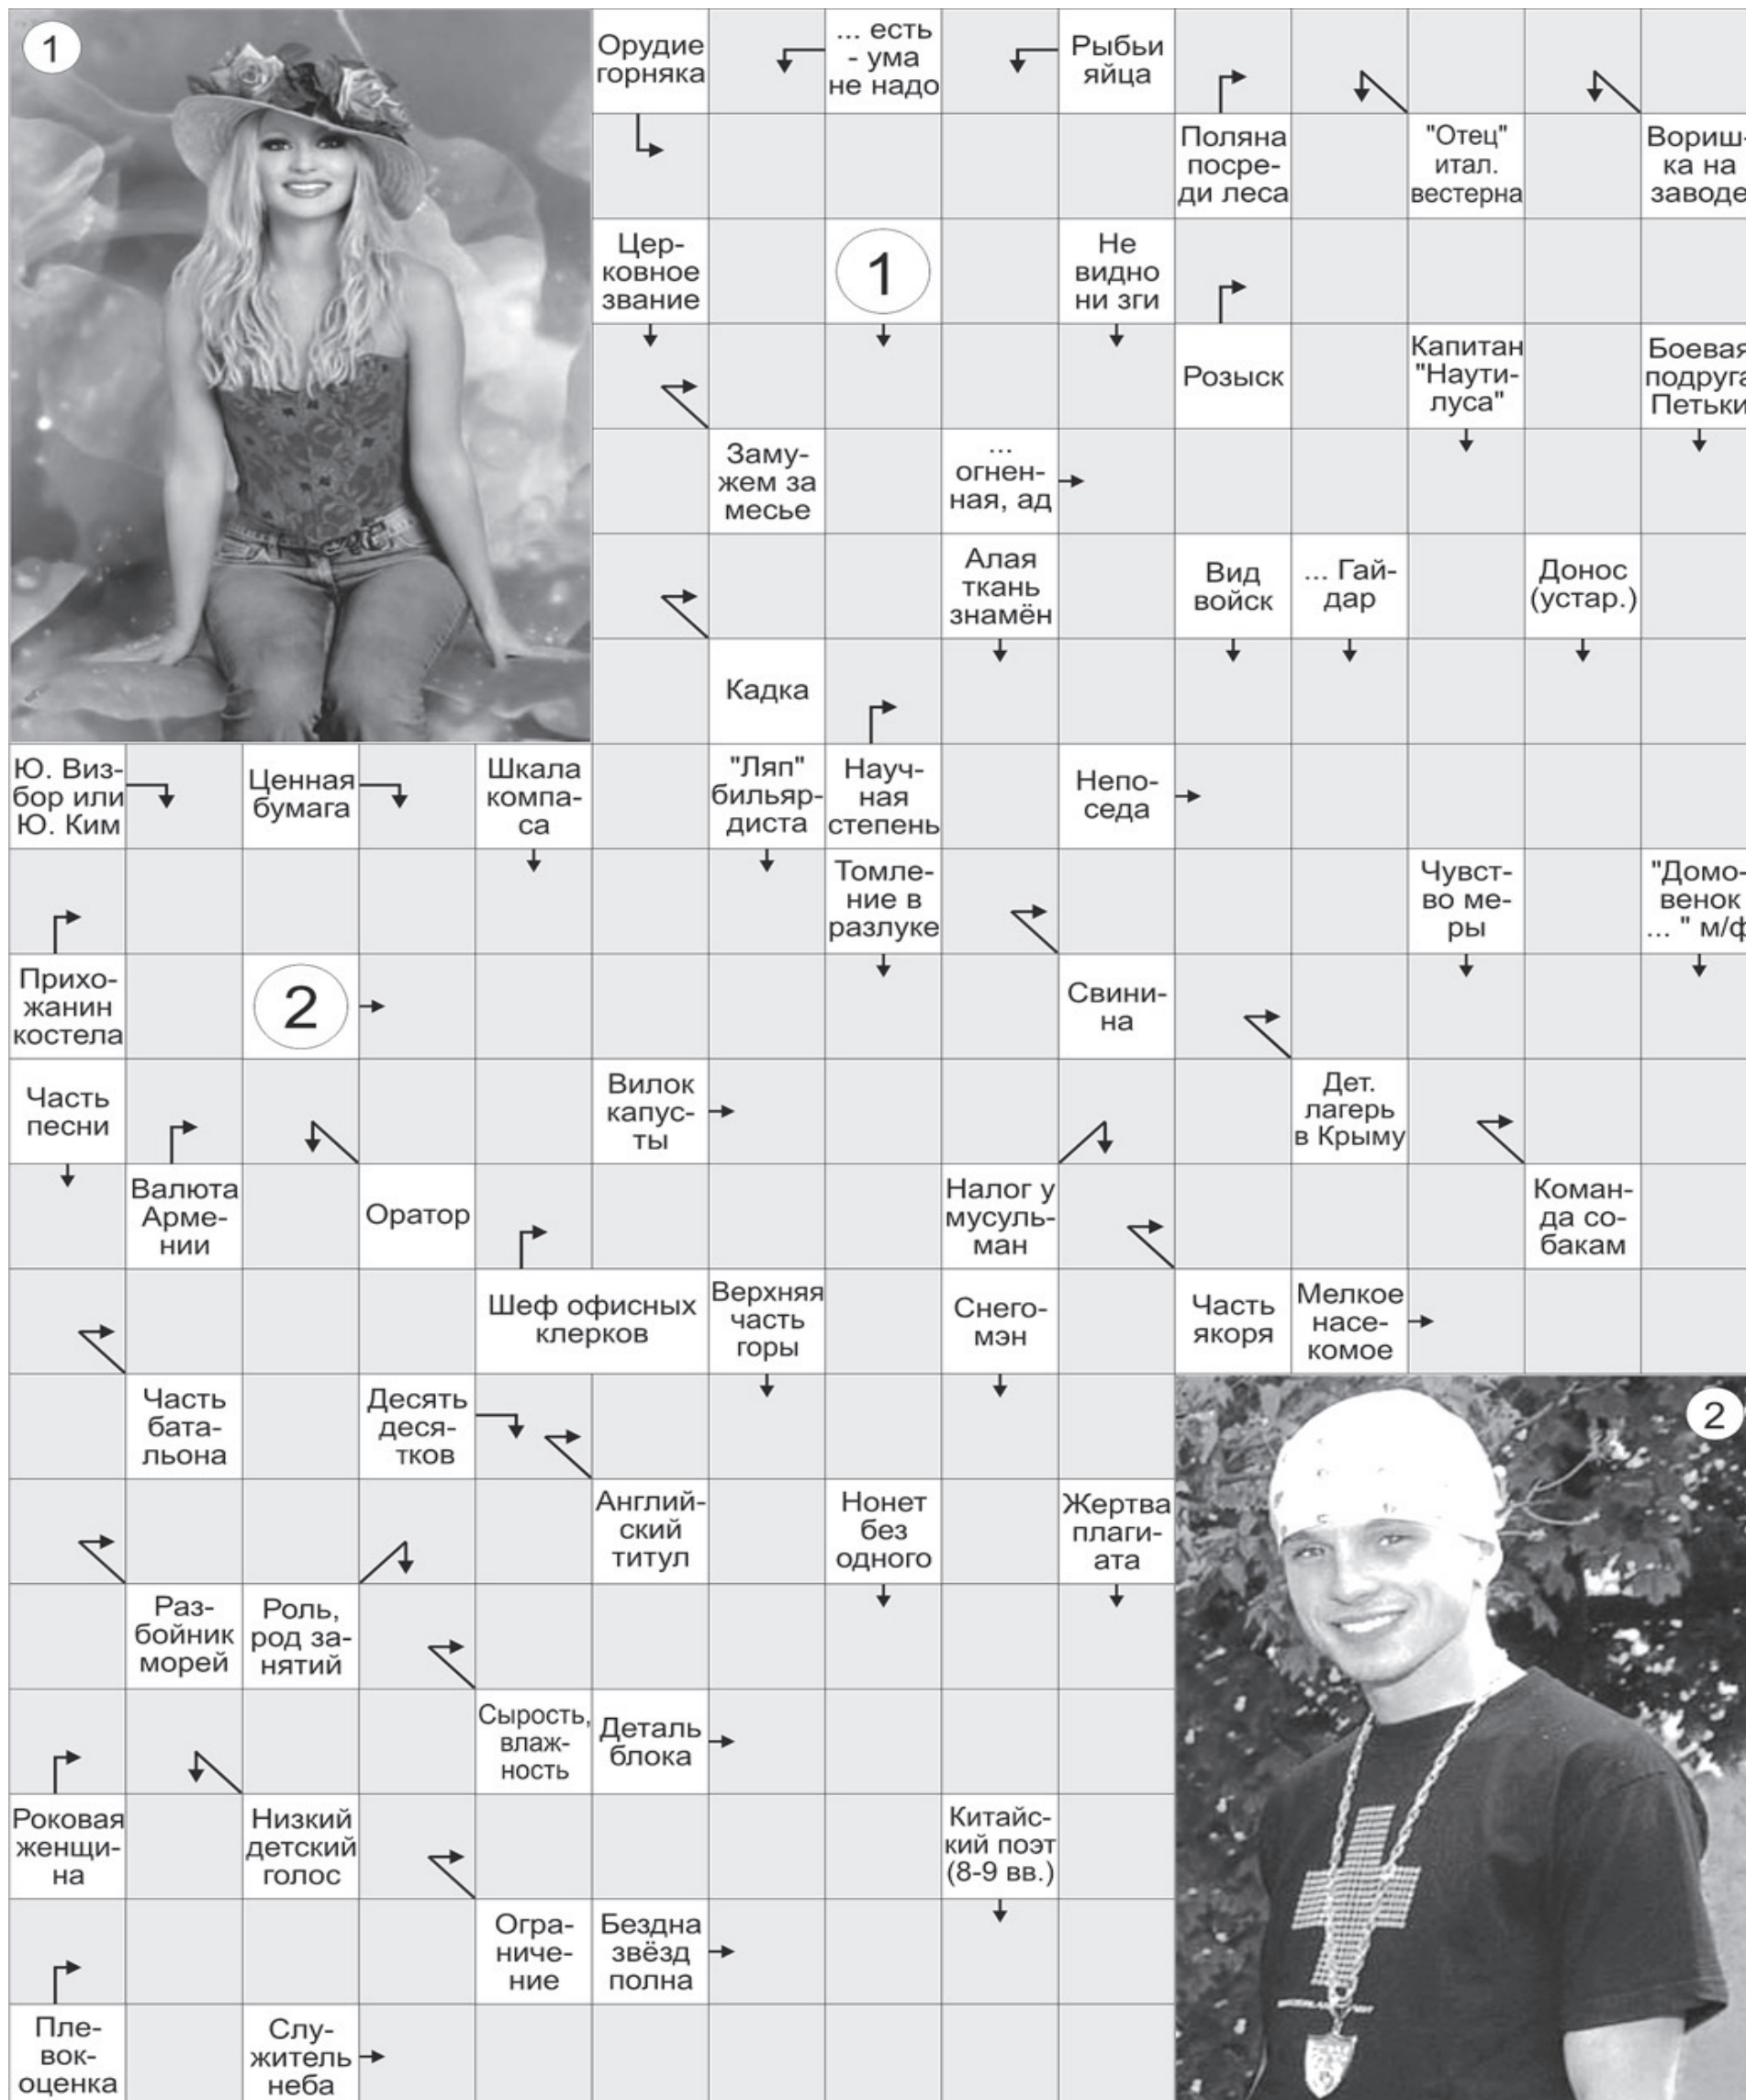 1
Орудие
горняка
... есть
- ума
не надо
Рыбьи
яйца
Поляна
посре-
ди леса
"Отец"
итал.
вестерна
Вориш-
ка на
заводе
Цер-
ковное
звание
1
Не
видно
ни зги
Розыск
Капитан
"Наути-
луса"
Боевая
подруга
Петьки
Заму-
жем за
месье
...
огнен-
ная, ад
Алая
ткань
знамён
Вид
войск
... Гай-
дар
Донос
(устар.)
Кадка
Ю. Виз-
бор или
Ю. Ким
Ценная
бумага
Шкала
компа-
са
"Ляп"
бильяр-
диста
Науч-
ная
степень
Непо-
седа
Томле-
ние в
разлуке
Чувст-
во ме-
ры
"Домо-
венок
... " м/ф
Прихо-
жанин
костела
2
Свини-
на
Часть
песни
Вилок
капус-
ты
Дет.
лагерь
в Крыму
Валюта
Арме-
нии
Оратор
Налог у
мусуль-
ман
Коман-
да со-
бакам
Шеф офисных
клерков
Верхняя
часть
горы
Снего-
мэн
Часть
якоря
Мелкое
насе-
комое
Часть
бата-
льона
Десять
деся-
тков
2
Англий-
ский
титул
Нонет
без
одного
Жертва
плаги-
ата
Раз-
бойник
морей
Роль,
род за-
нятий
Сырость,
влаж-
ность
Деталь
блока
Роковая
женщи-
на
Низкий
детский
голос
Китайс-
кий поэт
(8-9 вв.)
Огра-
ниче-
ние
Бездна
звёзд
полна
Пле-
вок-
оценка
Слу-
житель
неба